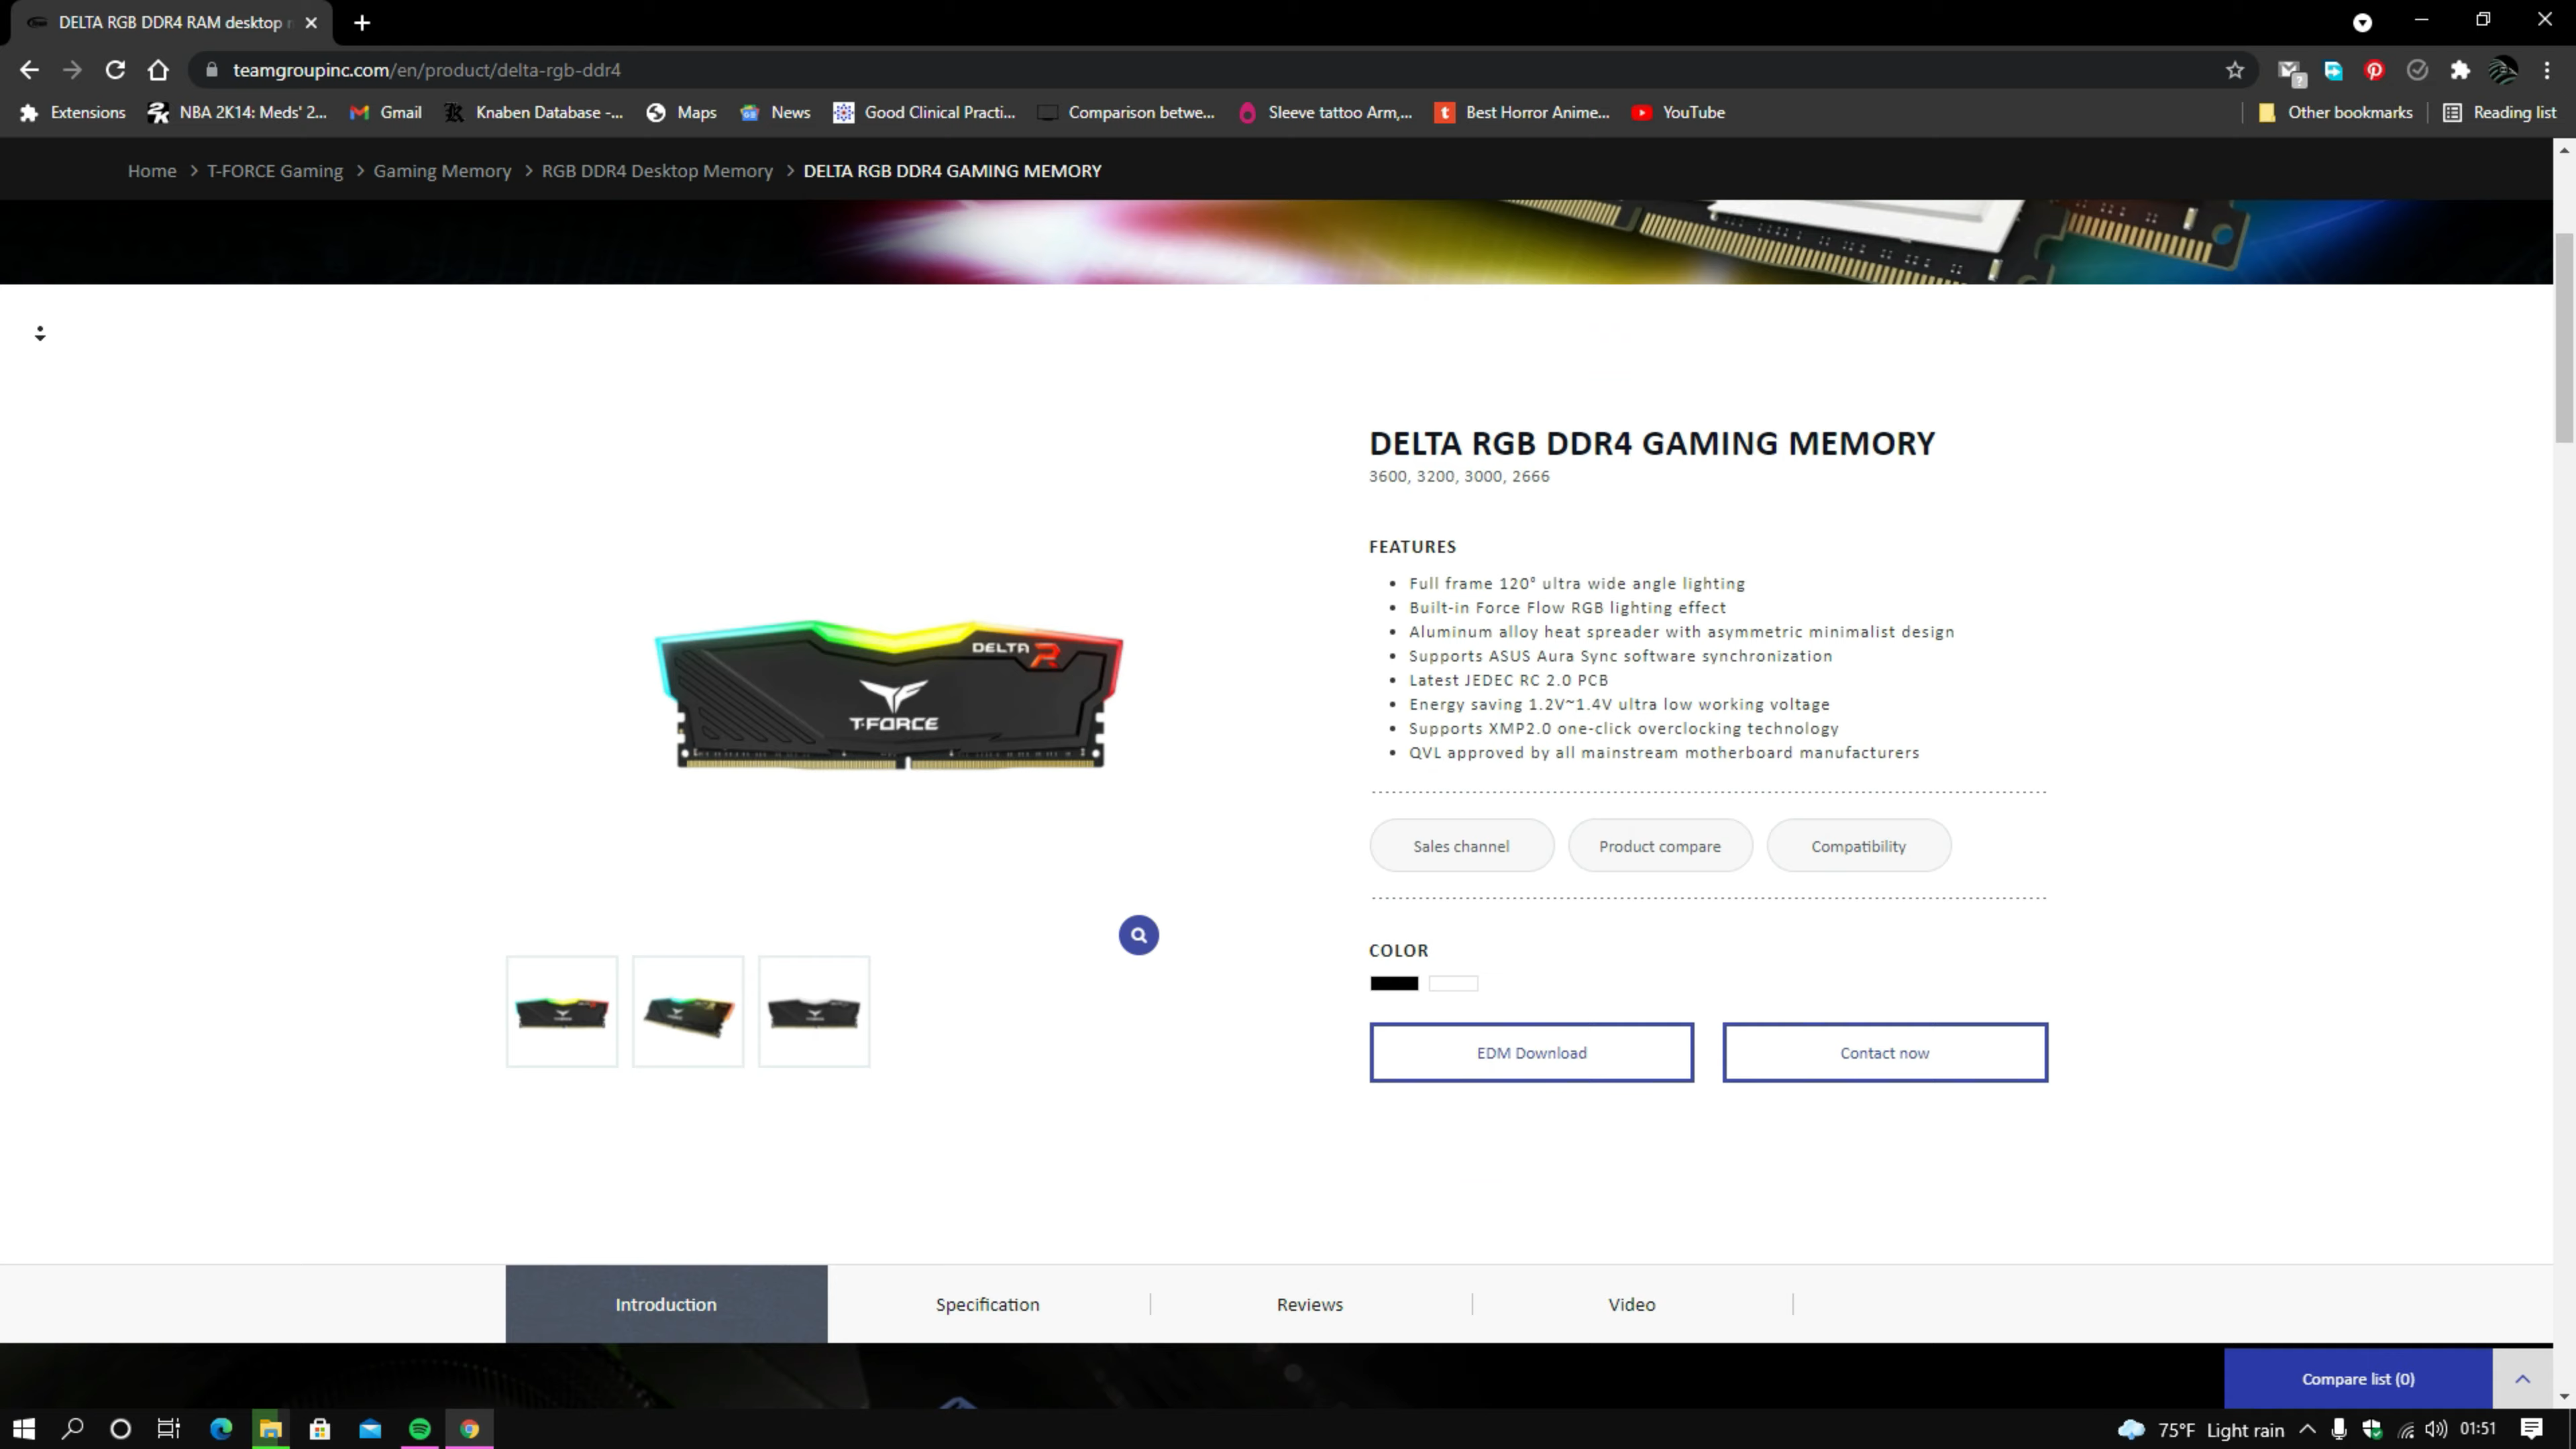 DELTA RGB DDR4 RAM desktop
teamgroupinc.com/en/product/delta-rgb-ddr4
Extensions
NBA 2K14: Meds' 2...
Gmail
Knaben Database -...
Maps
News
Good Clinical Practi...
Comparison betwe...
Sleeve tattoo Arm,...
Best Horror Anime...
YouTube
Other bookmarks
Reading list
Home > T-FORCE Gaming > Gaming Memory > RGB DDR4 Desktop Memory > DELTA RGB DDR4 GAMING MEMORY
DELTA RGB DDR4 GAMING MEMORY
3600, 3200, 3000, 2666
FEATURES
• Full frame 120° ultra wide angle lighting
• Built-in Force Flow RGB lighting effect
• Aluminum alloy heat spreader with asymmetric minimalist design
• Supports ASUS Aura Sync software synchronization
• Latest JEDEC RC 2.0 PCB
• Energy saving 1.2V~1.4V ultra low working voltage
• Supports XMP2.0 one-click overclocking technology
• QVL approved by all mainstream motherboard manufacturers
DELTA R
T-FORCE
Sales channel
Product compare
Compatibility
COLOR
EDM Download
Contact now
Introduction
Specification
Reviews
Video
Compare list (0)
75°F Light rain
01:51